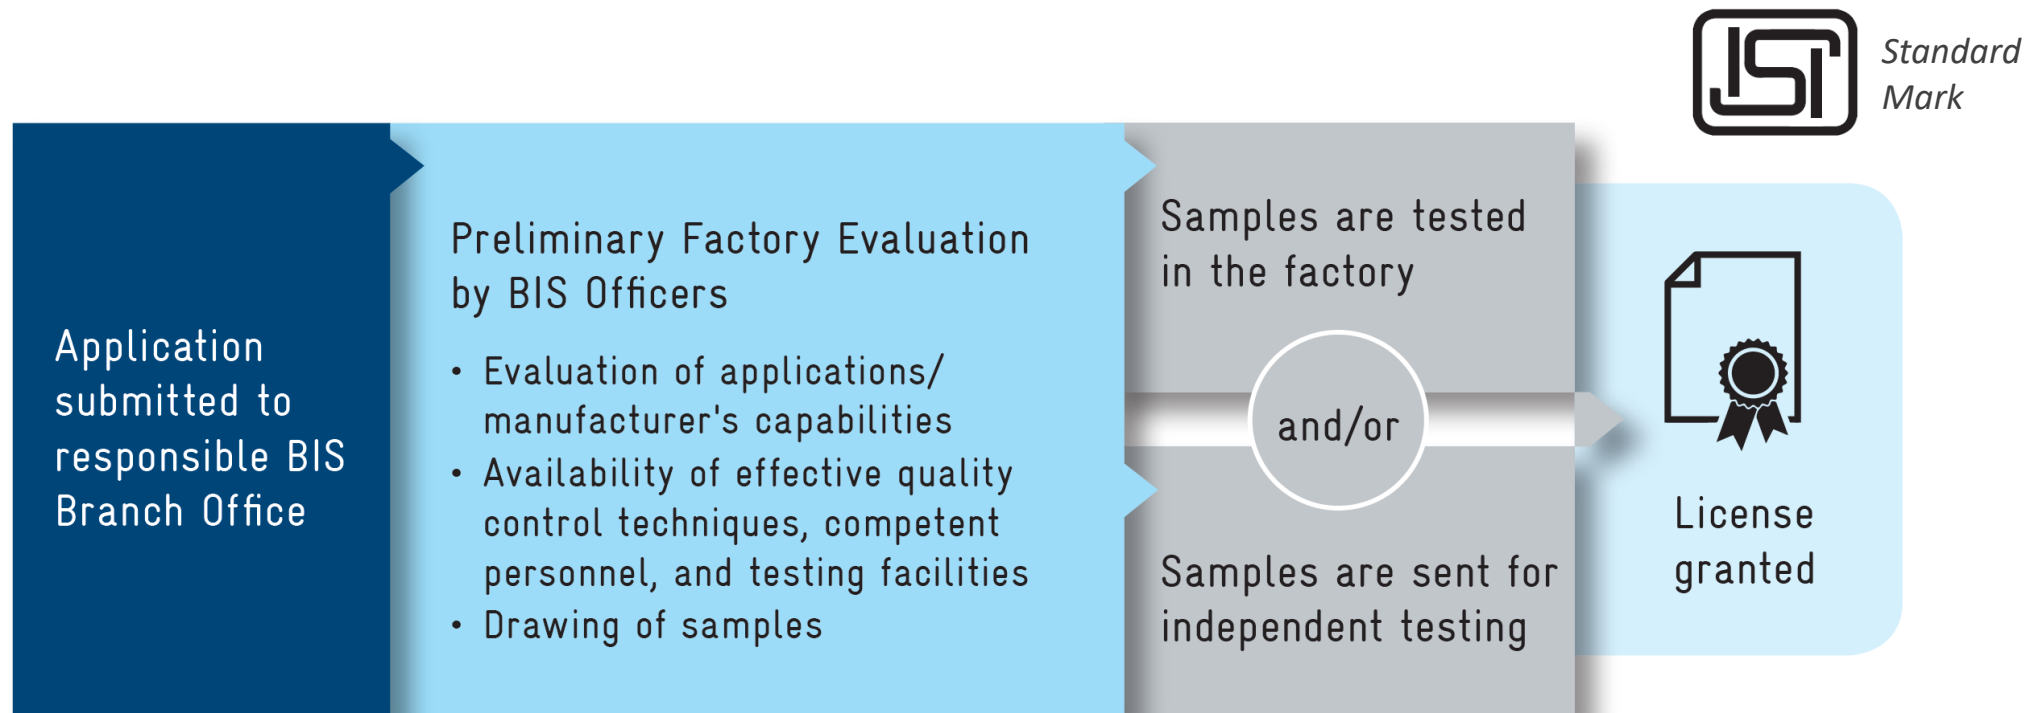 ISI
Standard
Mark
Application
submitted to
responsible BIS
Branch Office
Preliminary Factory Evaluation
by BIS Officers
• Evaluation of applications/
manufacturer's capabilities
• Availability of effective quality
control techniques, competent
personnel, and testing facilities
• Drawing of samples
Samples are tested
in the factory
and/or
Samples are sent for
independent testing
License
granted